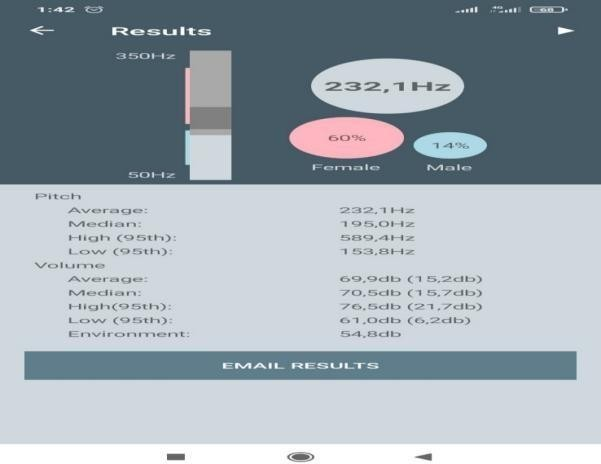 1:42 4G 68
Results
350Hz
232,1Hz
60% 14%
Female Male
50Hz
Pitch
Average: 232,1Hz
Median: 195,0Hz
High (95th): 589,4Hz
Low (95th): 153,8Hz
Volume
Average: 69,9db (15,2db)
Median: 70,5db (15,7db)
High(95th): 76,5db (21,7db)
Low (95th): 61,0db (6,2db)
Environment: 54,8db
EMAIL RESULTS